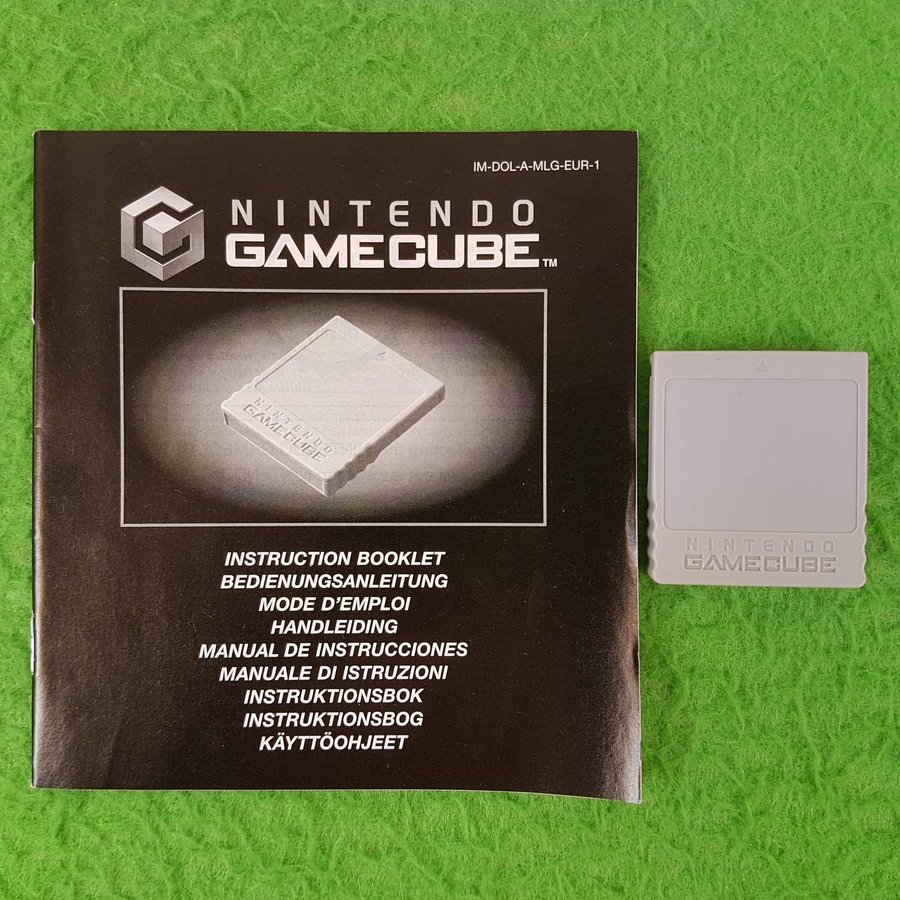 IM-DOL-A-MLG-EUR-1
NINTENDO
GAMECUBE™
NINTENDO
GAMECUBE
INSTRUCTION BOOKLET
BEDIENUNGSANLEITUNG
MODE D'EMPLOI
HANDLEIDING
MANUAL DE INSTRUCCIONES
MANUALE DI ISTRUZIONI
INSTRUKTIONSBOK
INSTRUKTIONSBOG
KÄYTTÖOHJEET
NINTENDO
GAMECUBE